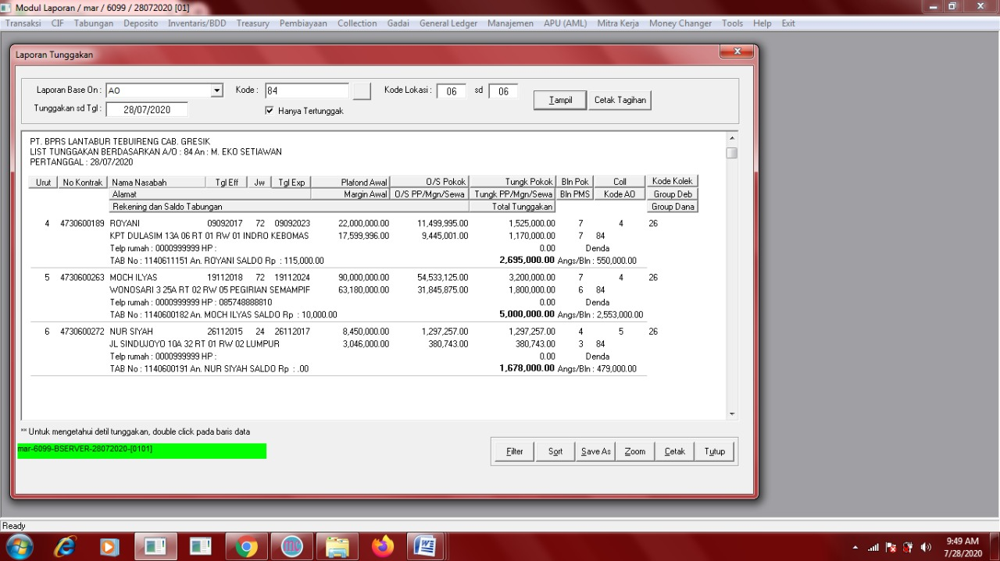 Modul Laporan / mar / 6099 / 28072020 [01]
Transaksi CIF Tabungan Deposito Inventaris/BDD Treasury Pembiayaan Collection Gadai General Ledger Manajemen APU (AML) Mitra Kerja Money Changer Tools Help Exit
Laporan Tunggakan
Laporan Base On : AO Kode : 84 Kode Lokasi : 06 sd 06 Tampil Cetak Tagihan
Tunggakan sd Tgl : 28/07/2020 Hanya Tertunggak
PT. BPRS LANTABUR TEBUIRENG CAB. GRESIK
LIST TUNGGAKAN BERDASARKAN A/O : 84 An : M. EKO SETIAWAN
PERTANGGAL : 28/07/2020
Urut No Kontrak Nama Nasabah Tgl Eff Jw Tgl Exp Plafond Awal O/S Pokok Tungk Pokok Bln Pok Coll Kode Kolek
Alamat Margin Awal O/S PP/Mgn/Sewa Tungk PP/Mgn/Sewa Bln PMS Kode AO Group Deb
Rekening dan Saldo Tabungan Total Tunggakan Group Dana
4 4730600189 ROYANI 09092017 72 09092023 22,000,000.00 11,499,995.00 1,525,000.00 7 4 26
KPT DULASIM 13A 06 RT 01 RW 01 INDRO KEBOMAS 17,599,996.00 9,445,001.00 1,170,000.00 7 84
Telp rumah : 0000999999 HP : 0.00 Denda
TAB No : 1140611151 An. ROYANI SALDO Rp : 115,000.00 2,695,000.00 Angs/Bln : 550,000.00
5 4730600263 MOCH ILYAS 19112018 72 19112024 90,000,000.00 54,533,125.00 3,200,000.00 7 4 26
WONOSARI 3 25A RT 02 RW 05 PEGIRIAN SEMAMPIF 63,180,000.00 31,845,875.00 1,800,000.00 6 84
Telp rumah : 0000999999 HP : 085748888810 0.00 Denda
TAB No : 1140600182 An. MOCH ILYAS SALDO Rp : 10,000.00 5,000,000.00 Angs/Bln : 2,553,000.00
6 4730600272 NUR SIYAH 26112015 24 26112017 8,450,000.00 1,297,257.00 1,297,257.00 4 5 26
JL SINDUJOYO 10A 32 RT 01 RW 02 LUMPUR 3,046,000.00 380,743.00 380,743.00 3 84
Telp rumah : 0000999999 HP : 0.00 Denda
TAB No : 1140600191 An. NUR SIYAH SALDO Rp : .00 1,678,000.00 Angs/Bln : 479,000.00
** Untuk mengetahui detil tunggakan, double click pada baris data
mar-6099-BSERVER-28072020-[0101]
Filter Sort Save As Zoom Cetak Tutup
Ready
9:49 AM
7/28/2020